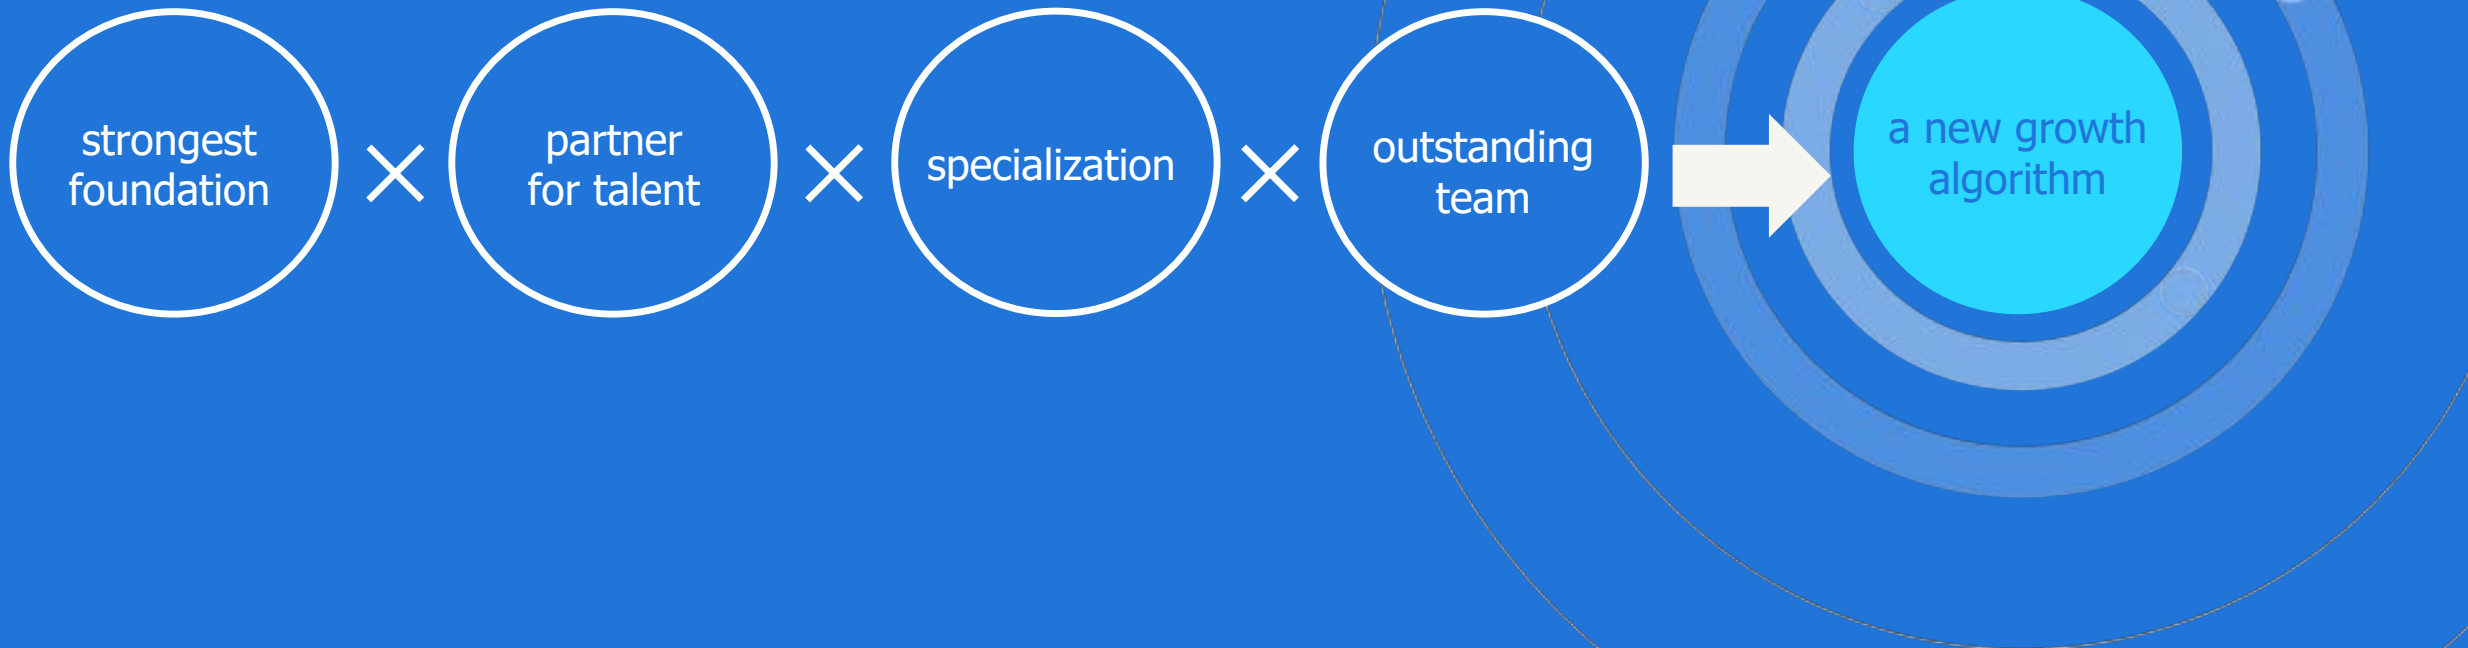 strongest
foundation
×
partner
for talent
×
specialization
×
outstanding
team
a new growth
algorithm